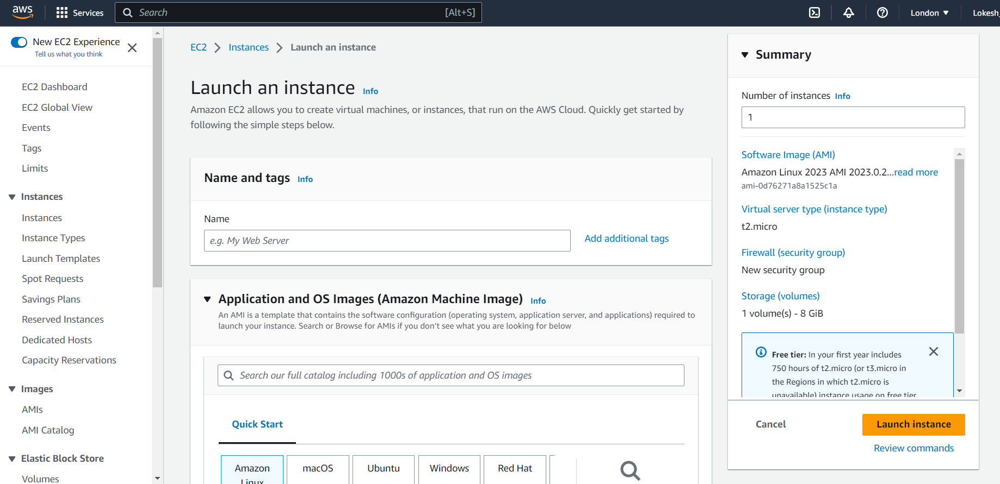 aws
Services
Search
[Alt+S]
London
Lokesh_
New EC2 Experience
Tell us what you think
EC2 Dashboard
EC2 Global View
Events
Tags
Limits
Instances
Instances
Instance Types
Launch Templates
Spot Requests
Savings Plans
Reserved Instances
Dedicated Hosts
Capacity Reservations
Images
AMIs
AMI Catalog
Elastic Block Store
Volumes
EC2 > Instances > Launch an instance
Launch an instance Info
Amazon EC2 allows you to create virtual machines, or instances, that run on the AWS Cloud. Quickly get started by
following the simple steps below.
Name and tags Info
Name
e.g. My Web Server
Add additional tags
Application and OS Images (Amazon Machine Image) Info
An AMI is a template that contains the software configuration (operating system, application server, and applications) required to
launch your instance. Search or Browse for AMIs if you don’t see what you are looking for below
Search our full catalog including 1000s of application and OS images
Quick Start
Amazon
Linux
macOS
Ubuntu
Windows
Red Hat
Summary
Number of instances Info
1
Software Image (AMI)
Amazon Linux 2023 AMI 2023.0.2...read more
ami-0d76271a8a1525c1a
Virtual server type (instance type)
t2.micro
Firewall (security group)
New security group
Storage (volumes)
1 volume(s) - 8 GiB
Free tier: In your first year includes
750 hours of t2.micro (or t3.micro in
the Regions in which t2.micro is
unavailable) instance usage on free tier
Cancel
Launch instance
Review commands